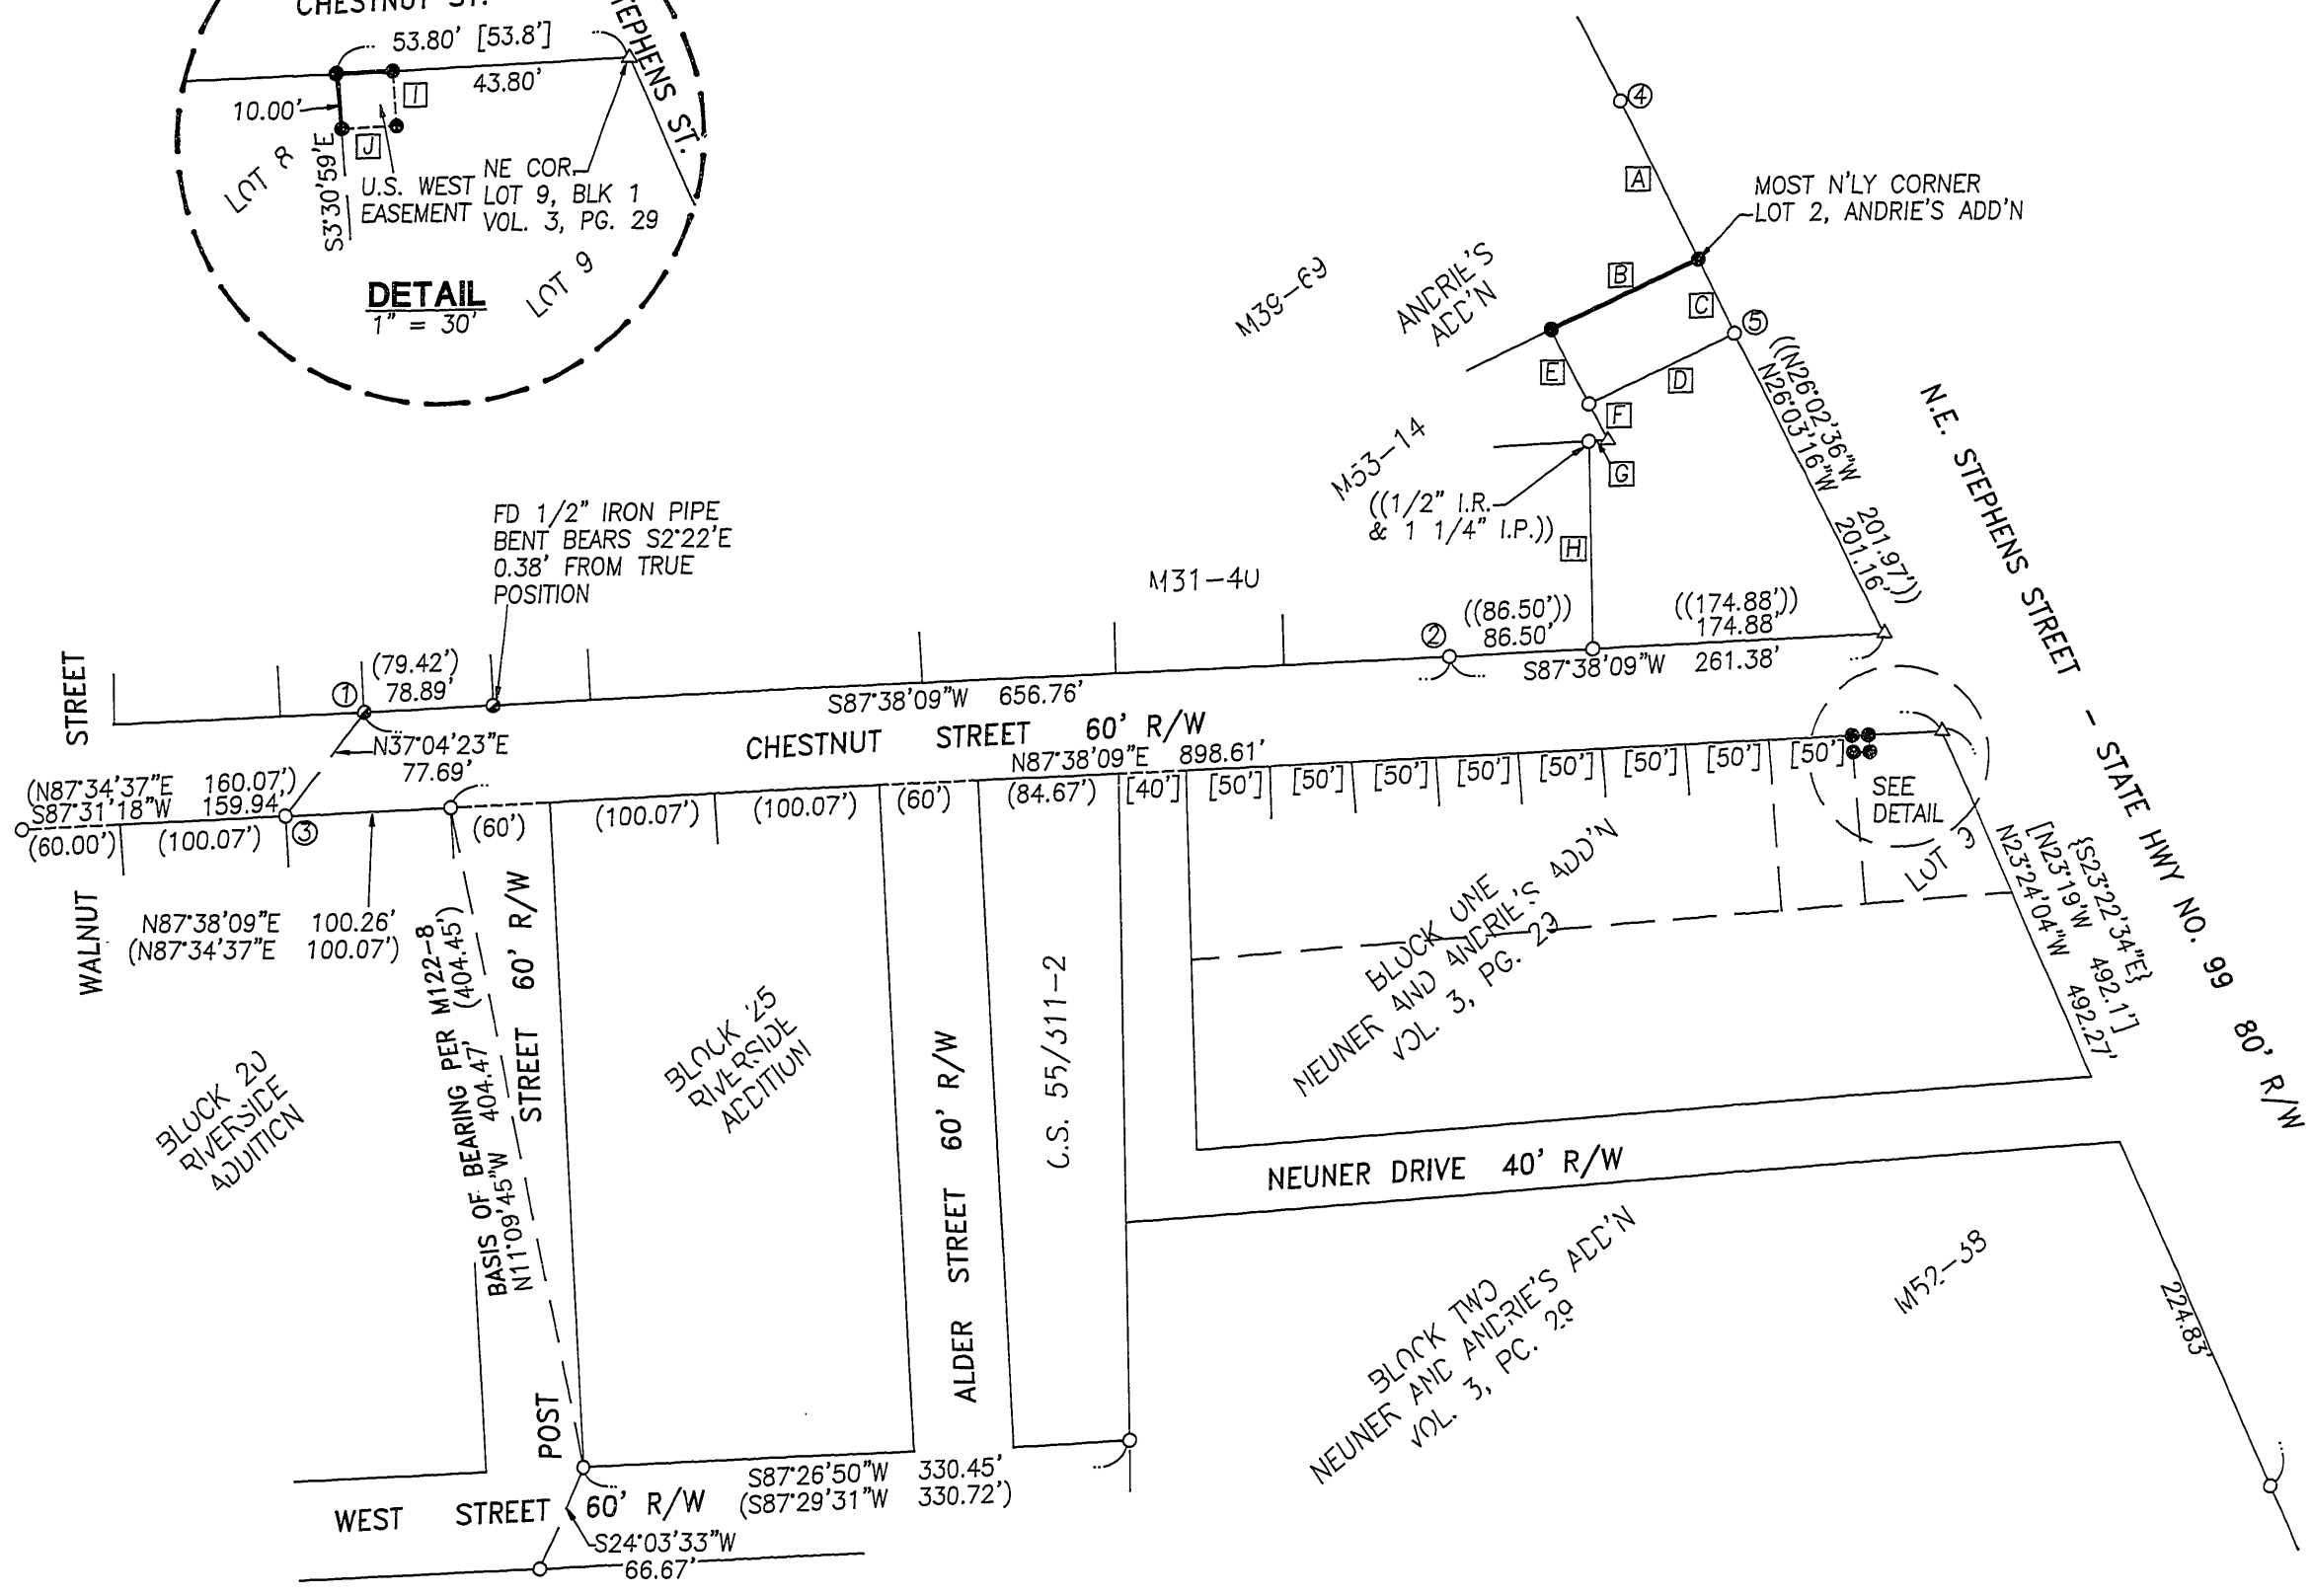 CHESTNUT ST.
STEPHENS ST.
53.80' [53.8']
43.80'
10.00'
I
J
S3°30'59"E
LOT 8
U.S. WEST
EASEMENT
NE COR.
LOT 9, BLK 1
VOL. 3, PG. 29
LOT 9
DETAIL
1" = 30'
4
A
MOST N'LY CORNER
LOT 2, ANDRIE'S ADD'N
B
C
5
D
E
F
G
H
M39-69
ANDRIE'S
ADD'N
M53-14
((1/2" I.R.
& 1 1/4" I.P.))
((N26°02'36"W 201.97'))
N26°03'16"W 201.16'
N.E. STEPHENS STREET - STATE HWY NO. 99 80' R/W
FD 1/2" IRON PIPE
BENT BEARS S2°22'E
0.38' FROM TRUE
POSITION
M31-40
((86.50'))
86.50'
((174.88'))
174.88'
2
S87°38'09"W 261.38'
STREET
1
(79.42')
78.89'
S87°38'09"W 656.76'
CHESTNUT STREET 60' R/W
N87°38'09"E 898.61'
N37°04'23"E
77.69'
(N87°34'37"E 160.07')
S87°31'18"W 159.94
(60.00')
(100.07')
3
(60')
(100.07')
(100.07')
(60')
(84.67')
[40']
[50']
[50']
[50']
[50']
[50']
[50']
[50']
[50']
SEE
DETAIL
LOT 9
{S23°22'34"E}
[N23°19'W 492.1']
N23°24'04"W 492.27'
WALNUT
N87°38'09"E 100.26'
(N87°34'37"E 100.07')
BASIS OF BEARING PER M122-8
N11°09'45"W 404.47' (404.45')
POST STREET 60' R/W
BLOCK 20
RIVERSIDE
ADDITION
BLOCK 25
RIVERSIDE
ADDITION
ALDER STREET 60' R/W
C.S. 55/311-2
BLOCK ONE
NEUNER AND ANDRIE'S ADD'N
VOL. 3, PG. 29
NEUNER DRIVE 40' R/W
BLOCK TWO
NEUNER AND ANDRIE'S ADD'N
VOL. 3, PG. 29
M52-38
224.83'
S87°26'50"W 330.45'
(S87°29'31"W 330.72')
WEST STREET 60' R/W
S24°03'33"W
66.67'